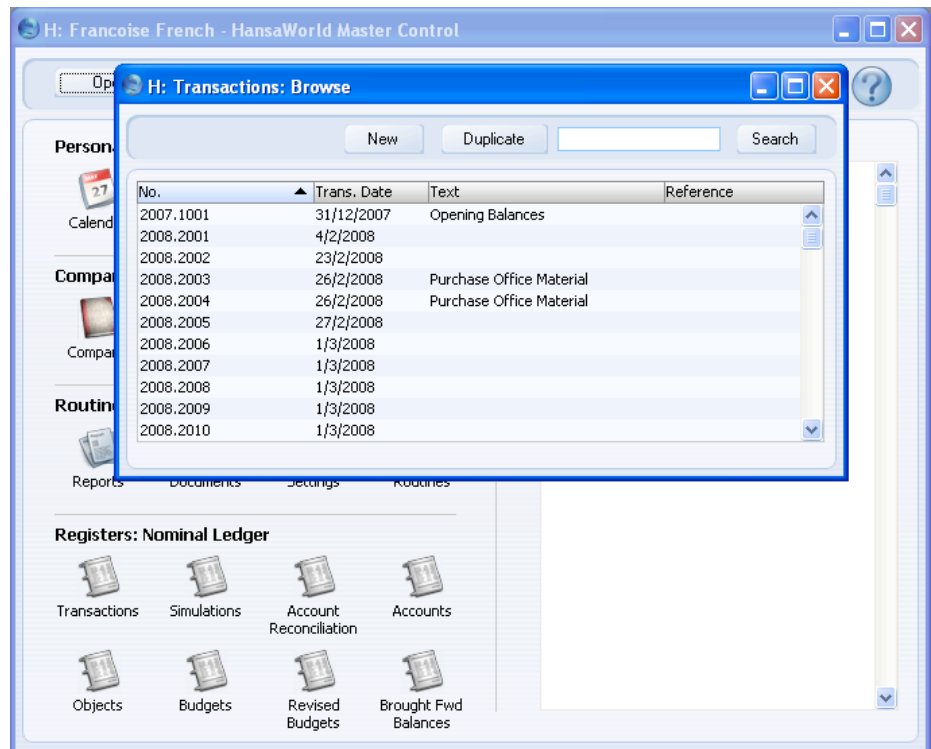 H: Francoise French - HansaWorld Master Control
H: Transactions: Browse
New Duplicate Search
No. Trans. Date Text Reference
2007.1001 31/12/2007 Opening Balances
2008.2001 4/2/2008
2008.2002 23/2/2008
2008.2003 26/2/2008 Purchase Office Material
2008.2004 26/2/2008 Purchase Office Material
2008.2005 27/2/2008
2008.2006 1/3/2008
2008.2007 1/3/2008
2008.2008 1/3/2008
2008.2009 1/3/2008
2008.2010 1/3/2008
Reports Documents Settings Routines
Registers: Nominal Ledger
Transactions Simulations Account Accounts
Reconciliation
Objects Budgets Revised Brought Fwd
Budgets Balances